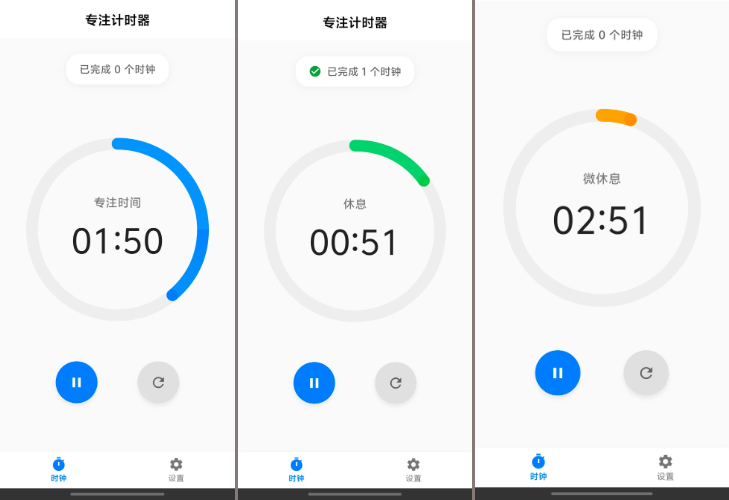 专注计时器
已完成 0 个时钟
专注时间
01:50
时钟
设置
专注计时器
已完成 1 个时钟
休息
00:51
时钟
设置
已完成 0 个时钟
微休息
02:51
时钟
设置